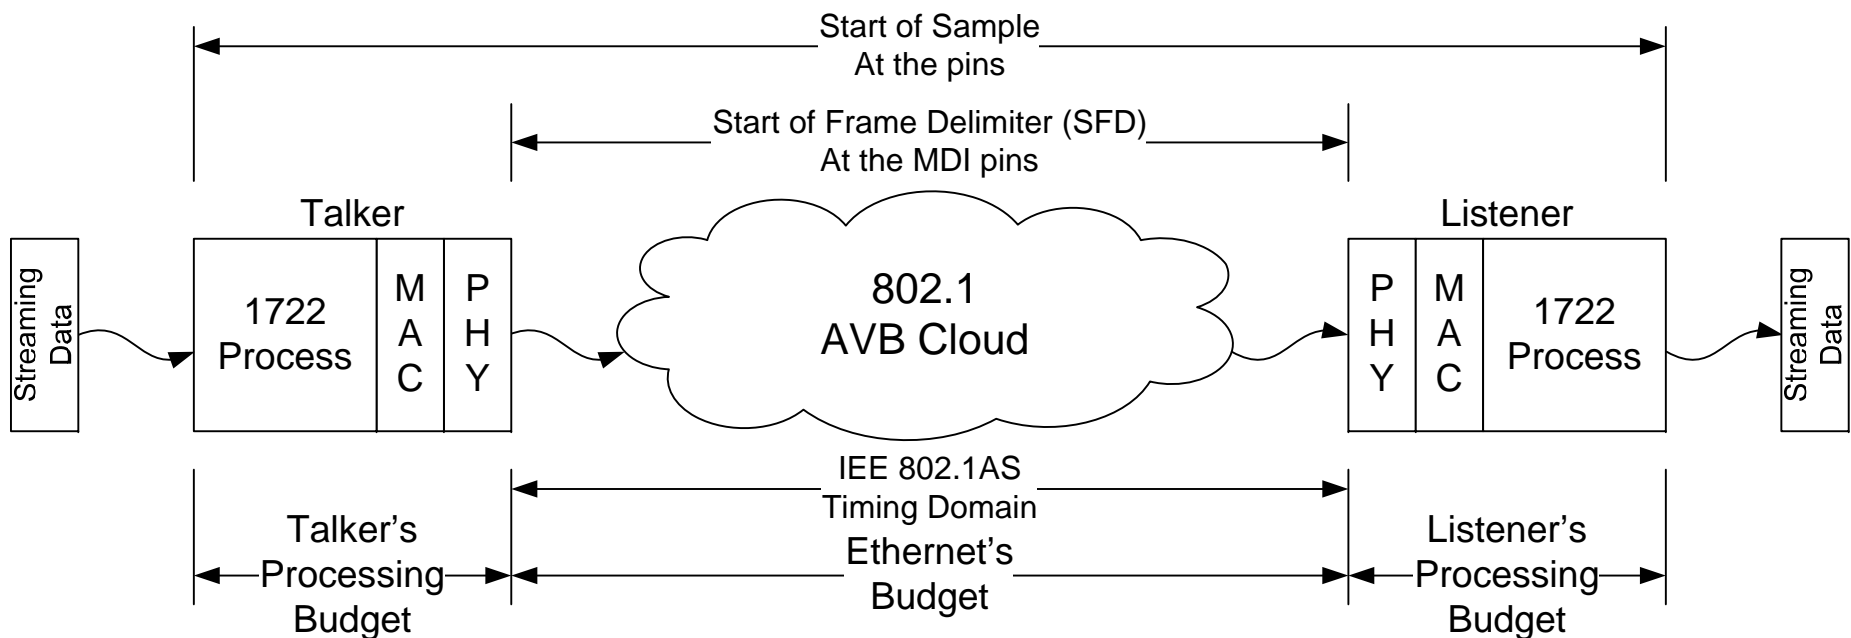 Start of Sample
At the pins
Start of Frame Delimiter (SFD)
At the MDI pins
Talker
Listener
Streaming
Data
1722
Process
M
A
C
P
H
Y
802.1
AVB Cloud
P
H
Y
M
A
C
1722
Process
Streaming
Data
IEE 802.1AS
Timing Domain
Talker’s
Processing
Budget
Ethernet’s
Budget
Listener’s
Processing
Budget